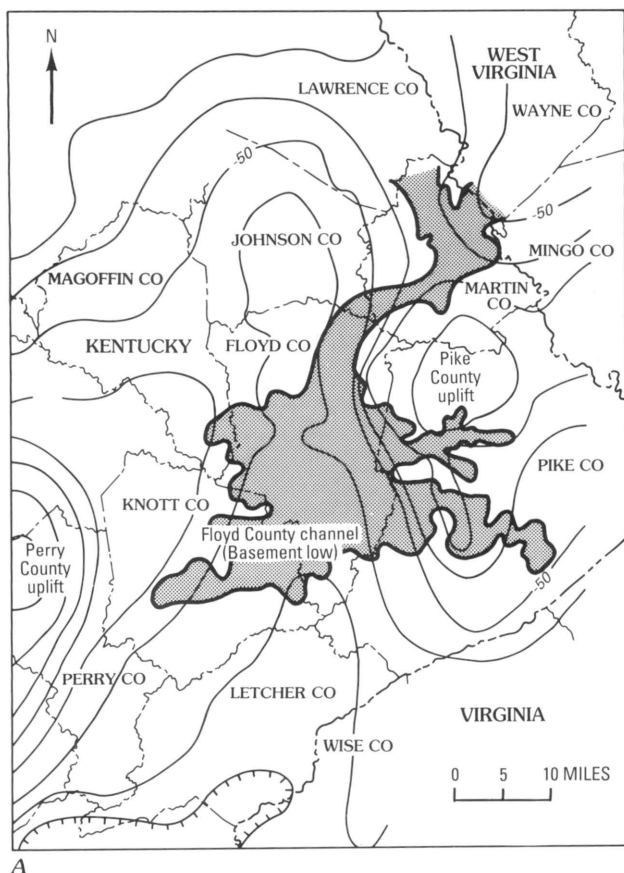 N
WEST
VIRGINIA
LAWRENCE CO
WAYNE CO
-50
-50
JOHNSON CO
MINGO CO
MAGOFFIN CO
MARTIN
CO
KENTUCKY
FLOYD CO
Pike
County
uplift
PIKE CO
KNOTT CO
Floyd County channel
(Basement low)
Perry
County
uplift
-50
PERRY CO
LETCHER CO
VIRGINIA
WISE CO
0 5 10 MILES
A